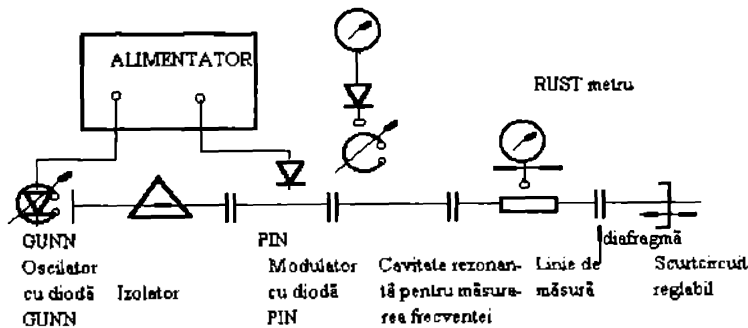 ALIMENTATOR
RUST metru
GUNN
PIN
diafragmă
Oscilator
cu diodă
GUNN
Izolator
Modulator
cu diodă
PIN
Cavitate rezonan-
tă pentru măsura-
rea frecventei
Linie de
măsură
Scurtcircuit
reglabil